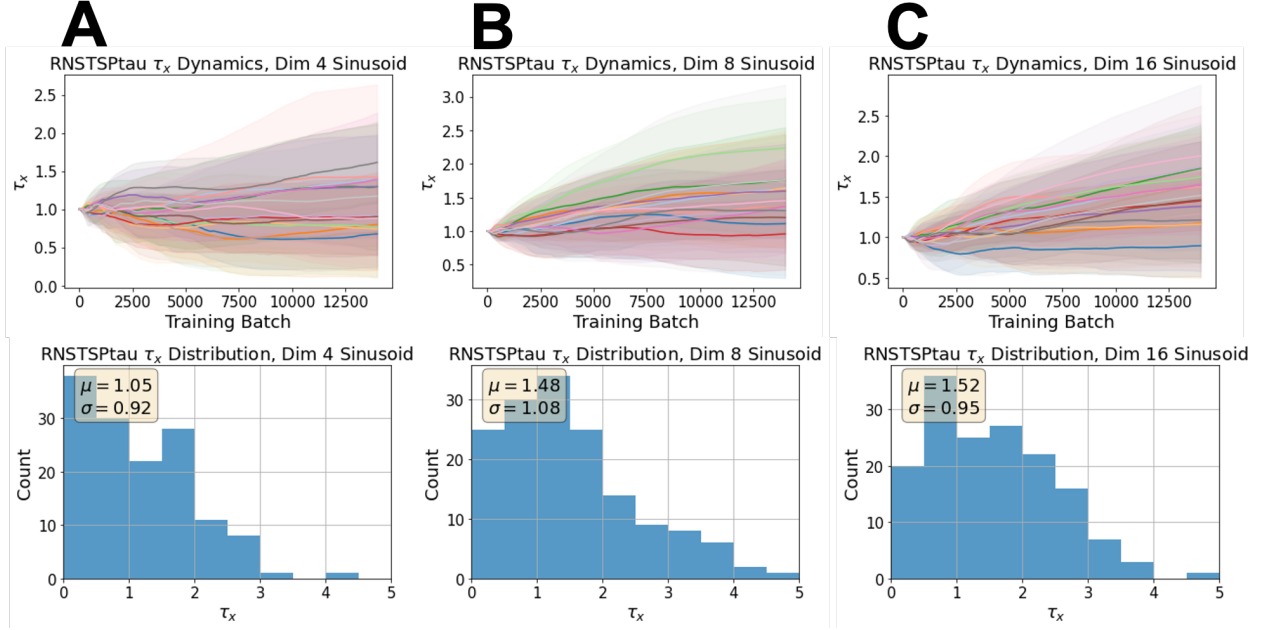 A
B
C
RNSTSPtau τx Dynamics, Dim 4 Sinusoid
2.5
2.0
1.5
1.0
0.5
0.0
τx
0 2500 5000 7500 10000 12500
Training Batch
RNSTSPtau τx Dynamics, Dim 8 Sinusoid
3.0
2.5
2.0
1.5
1.0
0.5
τx
0 2500 5000 7500 10000 12500
Training Batch
RNSTSPtau τx Dynamics, Dim 16 Sinusoid
2.5
2.0
1.5
1.0
0.5
τx
0 2500 5000 7500 10000 12500
Training Batch
RNSTSPtau τx Distribution, Dim 4 Sinusoid
μ = 1.05
σ = 0.92
30
20
10
0
Count
0 1 2 3 4 5
τx
RNSTSPtau τx Distribution, Dim 8 Sinusoid
μ = 1.48
σ = 1.08
30
20
10
0
Count
0 1 2 3 4 5
τx
RNSTSPtau τx Distribution, Dim 16 Sinusoid
μ = 1.52
σ = 0.95
30
20
10
0
Count
0 1 2 3 4 5
τx